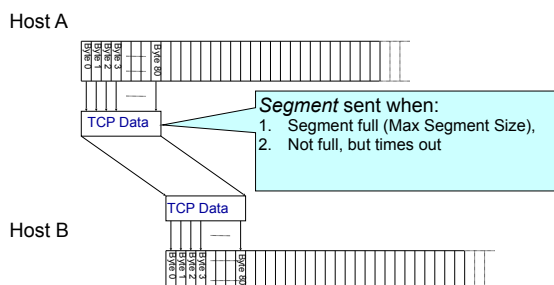 Host A
Byte 0
Byte 1
Byte 2
Byte 3
Byte 80
Segment sent when:
1. Segment full (Max Segment Size),
2. Not full, but times out
TCP Data
TCP Data
Host B
Byte 0
Byte 1
Byte 2
Byte 3
Byte 80